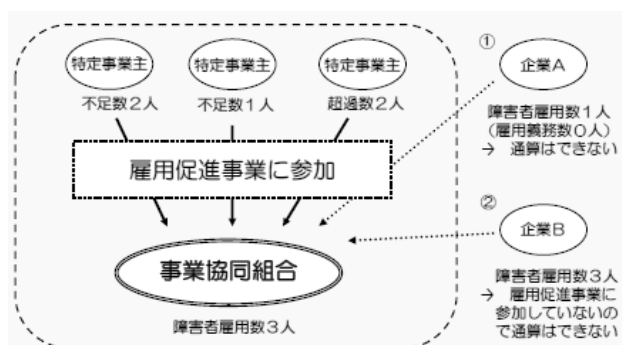 特定事業主
特定事業主
特定事業主
不足数2人
不足数1人
超過数2人
雇用促進事業に参加
事業協同組合
障害者雇用数3人
①
企業A
障害者雇用数1人
(雇用義務数0人)
→ 通算はできない
②
企業B
障害者雇用数3人
→ 雇用促進事業に
参加していないの
で通算はできない